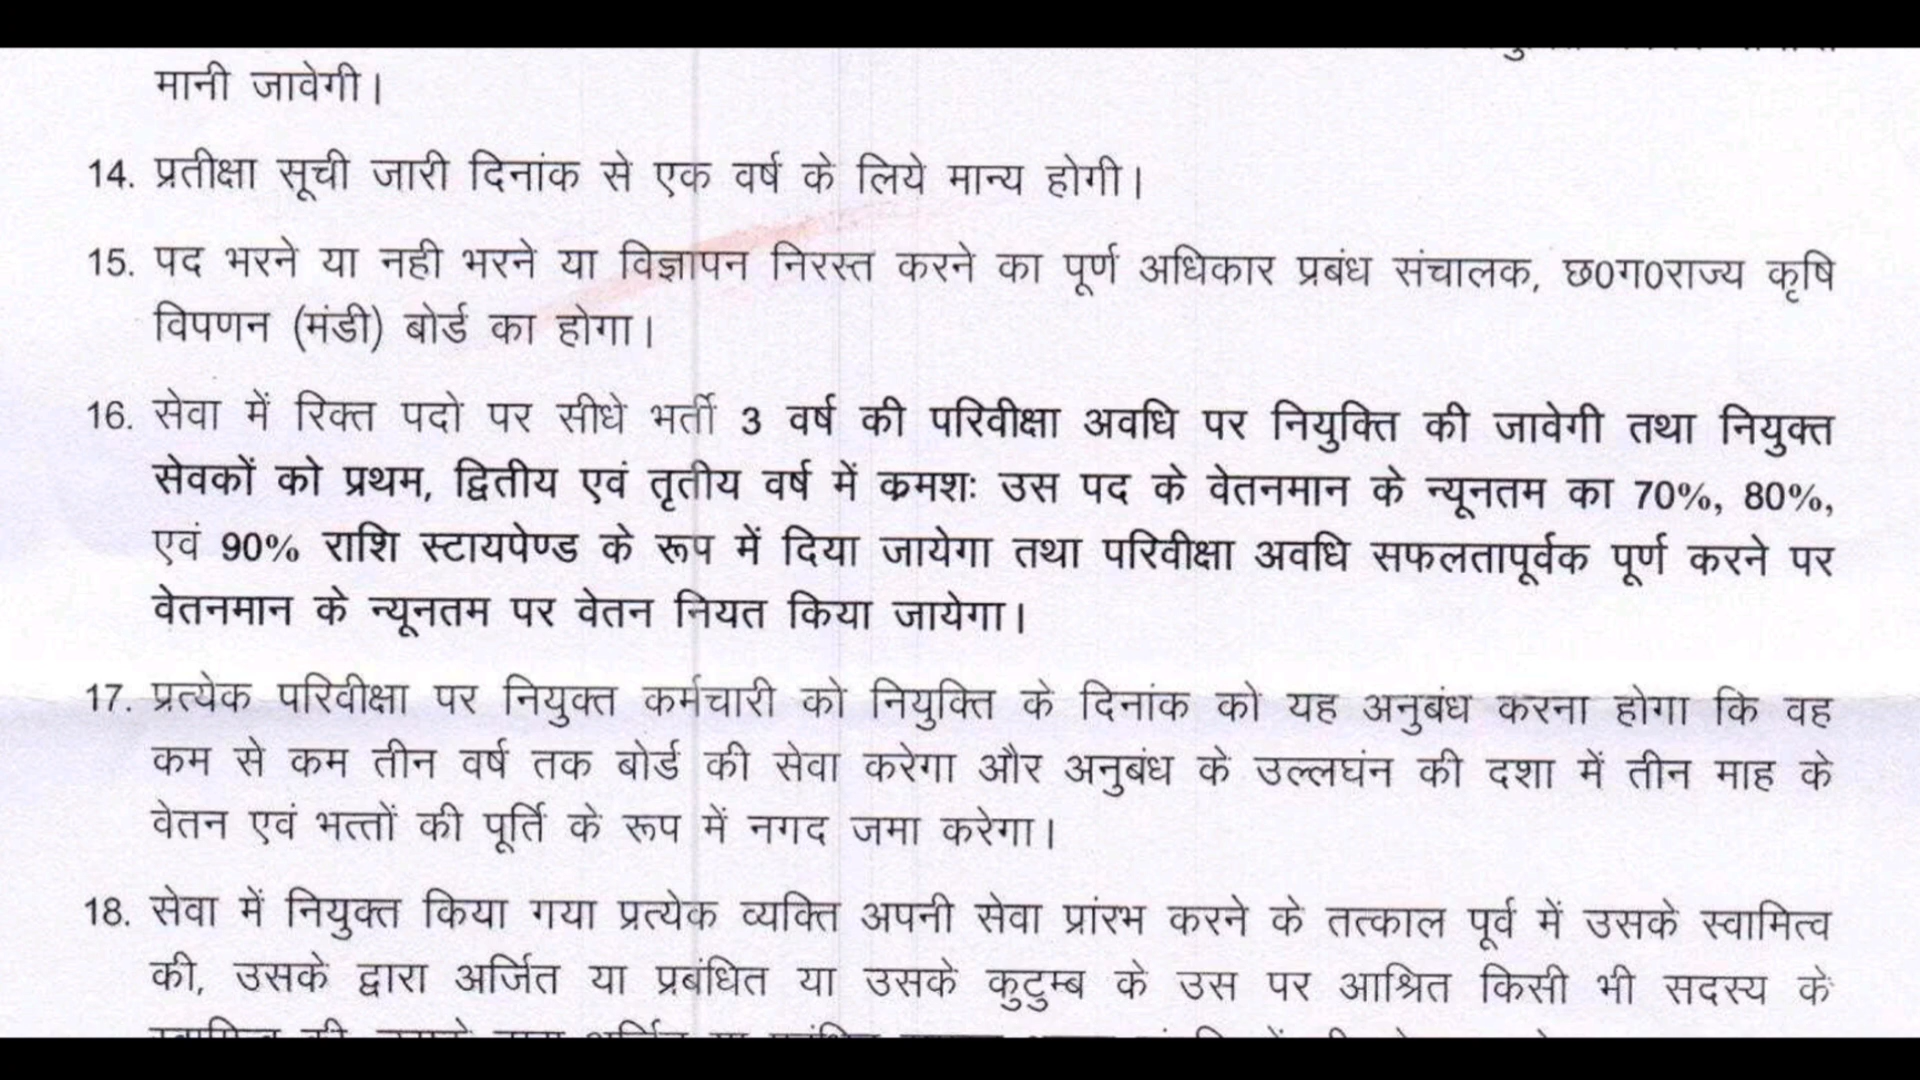 मानी जावेगी।
14. प्रतीक्षा सूची जारी दिनांक से एक वर्ष के लिये मान्य होगी।
15. पद भरने या नही भरने या विज्ञापन निरस्त करने का पूर्ण अधिकार प्रबंध संचालक, छ0ग0राज्य कृषि
विपणन (मंडी) बोर्ड का होगा।
16. सेवा में रिक्त पदो पर सीधे भर्ती 3 वर्ष की परिवीक्षा अवधि पर नियुक्ति की जावेगी तथा नियुक्त
सेवकों को प्रथम, द्वितीय एवं तृतीय वर्ष में क्रमशः उस पद के वेतनमान के न्यूनतम का 70%, 80%,
एवं 90% राशि स्टायपेण्ड के रूप में दिया जायेगा तथा परिवीक्षा अवधि सफलतापूर्वक पूर्ण करने पर
वेतनमान के न्यूनतम पर वेतन नियत किया जायेगा।
17. प्रत्येक परिवीक्षा पर नियुक्त कर्मचारी को नियुक्ति के दिनांक को यह अनुबंध करना होगा कि वह
कम से कम तीन वर्ष तक बोर्ड की सेवा करेगा और अनुबंध के उल्लघंन की दशा में तीन माह के
वेतन एवं भत्तों की पूर्ति के रूप में नगद जमा करेगा।
18. सेवा में नियुक्त किया गया प्रत्येक व्यक्ति अपनी सेवा प्रांरभ करने के तत्काल पूर्व में उसके स्वामित्व
की, उसके द्वारा अर्जित या प्रबंधित या उसके कुटुम्ब के उस पर आश्रित किसी भी सदस्य के